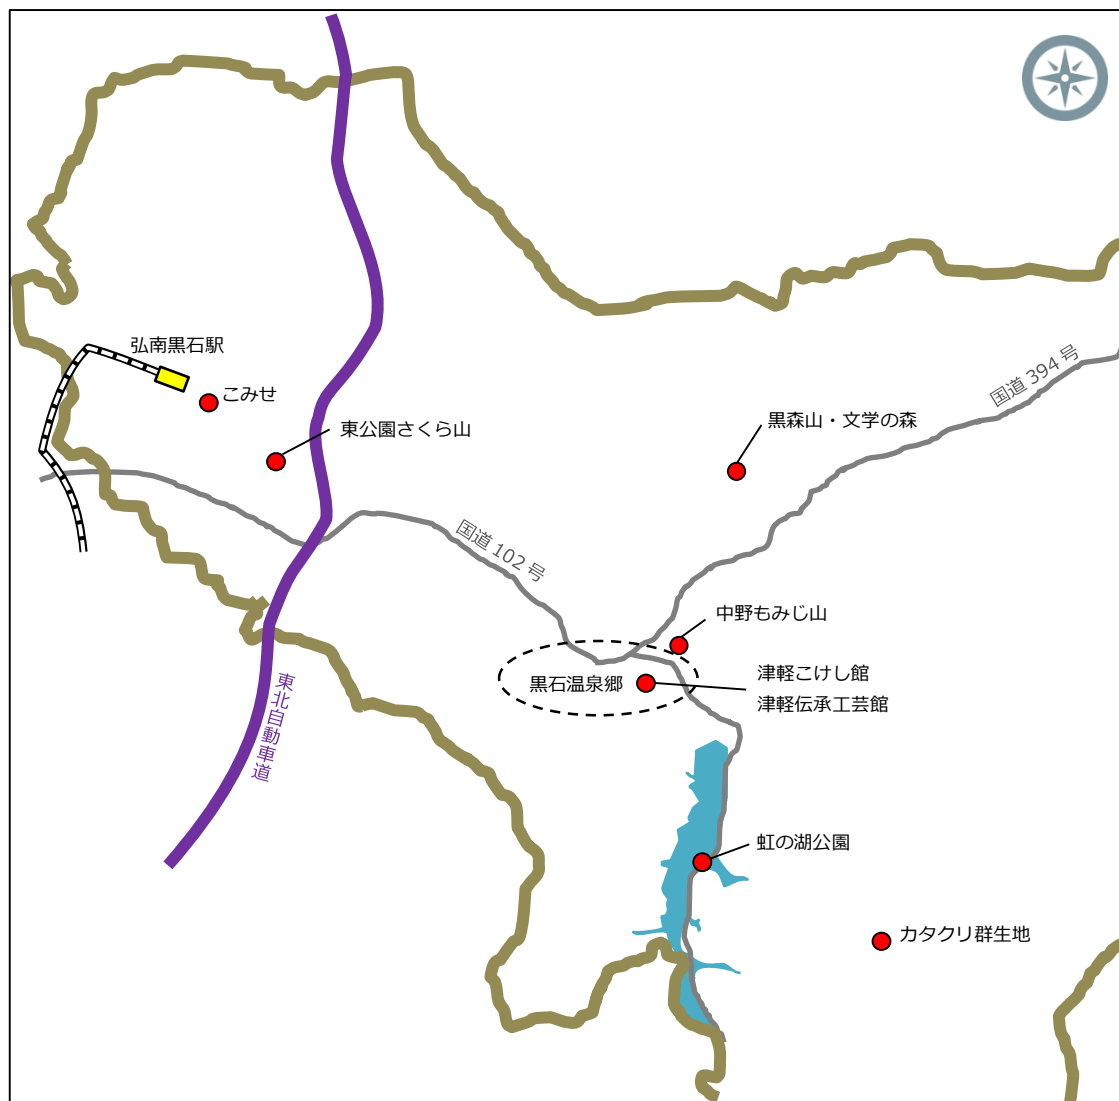 弘南黒石駅
こみせ
東公園さくら山
国道 394 号
黒森山・文学の森
国道 102 号
中野もみじ山
津軽こけし館
黒石温泉郷
津軽伝承工芸館
東北自動車道
虹の湖公園
カタクリ群生地